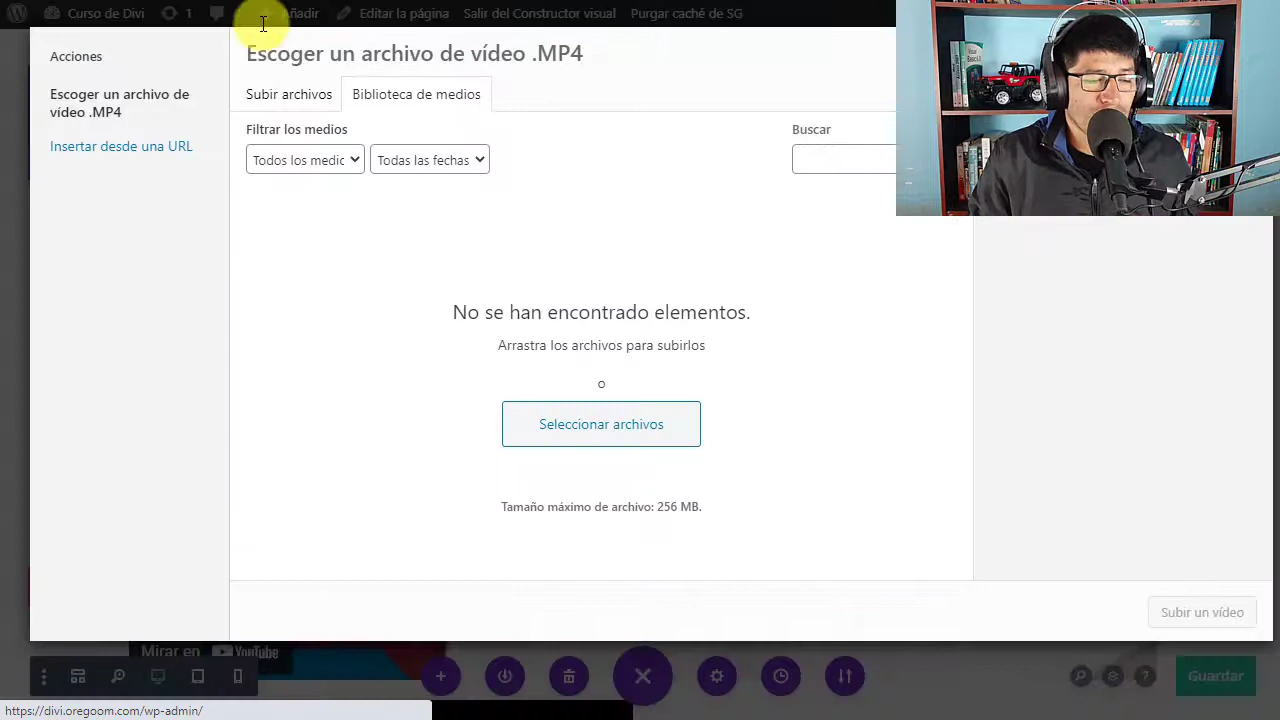 Curso de Divi 1 Añadir Editar la página Salir del Constructor visual Purgar caché de SG
Acciones
Escoger un archivo de
vídeo .MP4
Insertar desde una URL
Escoger un archivo de vídeo .MP4
Subir archivos Biblioteca de medios
Filtrar los medios
Todos los medic Todas las fechas
Buscar
No se han encontrado elementos.
Arrastra los archivos para subirlos
o
Seleccionar archivos
Tamaño máximo de archivo: 256 MB.
Subir un vídeo
Mirar en YouTube
Guardar
https://divi.oregoom.com/wp-admin/